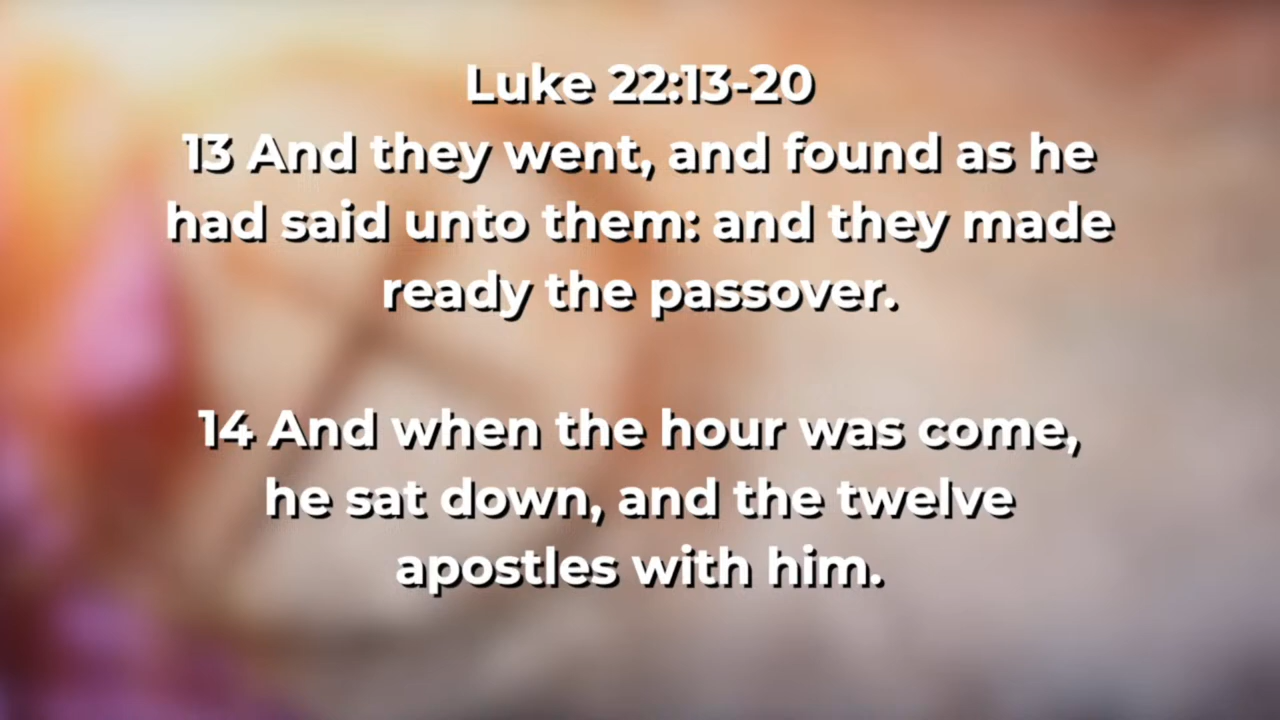 Luke 22:13-20
13 And they went, and found as he
had said unto them: and they made
ready the passover.
14 And when the hour was come,
he sat down, and the twelve
apostles with him.